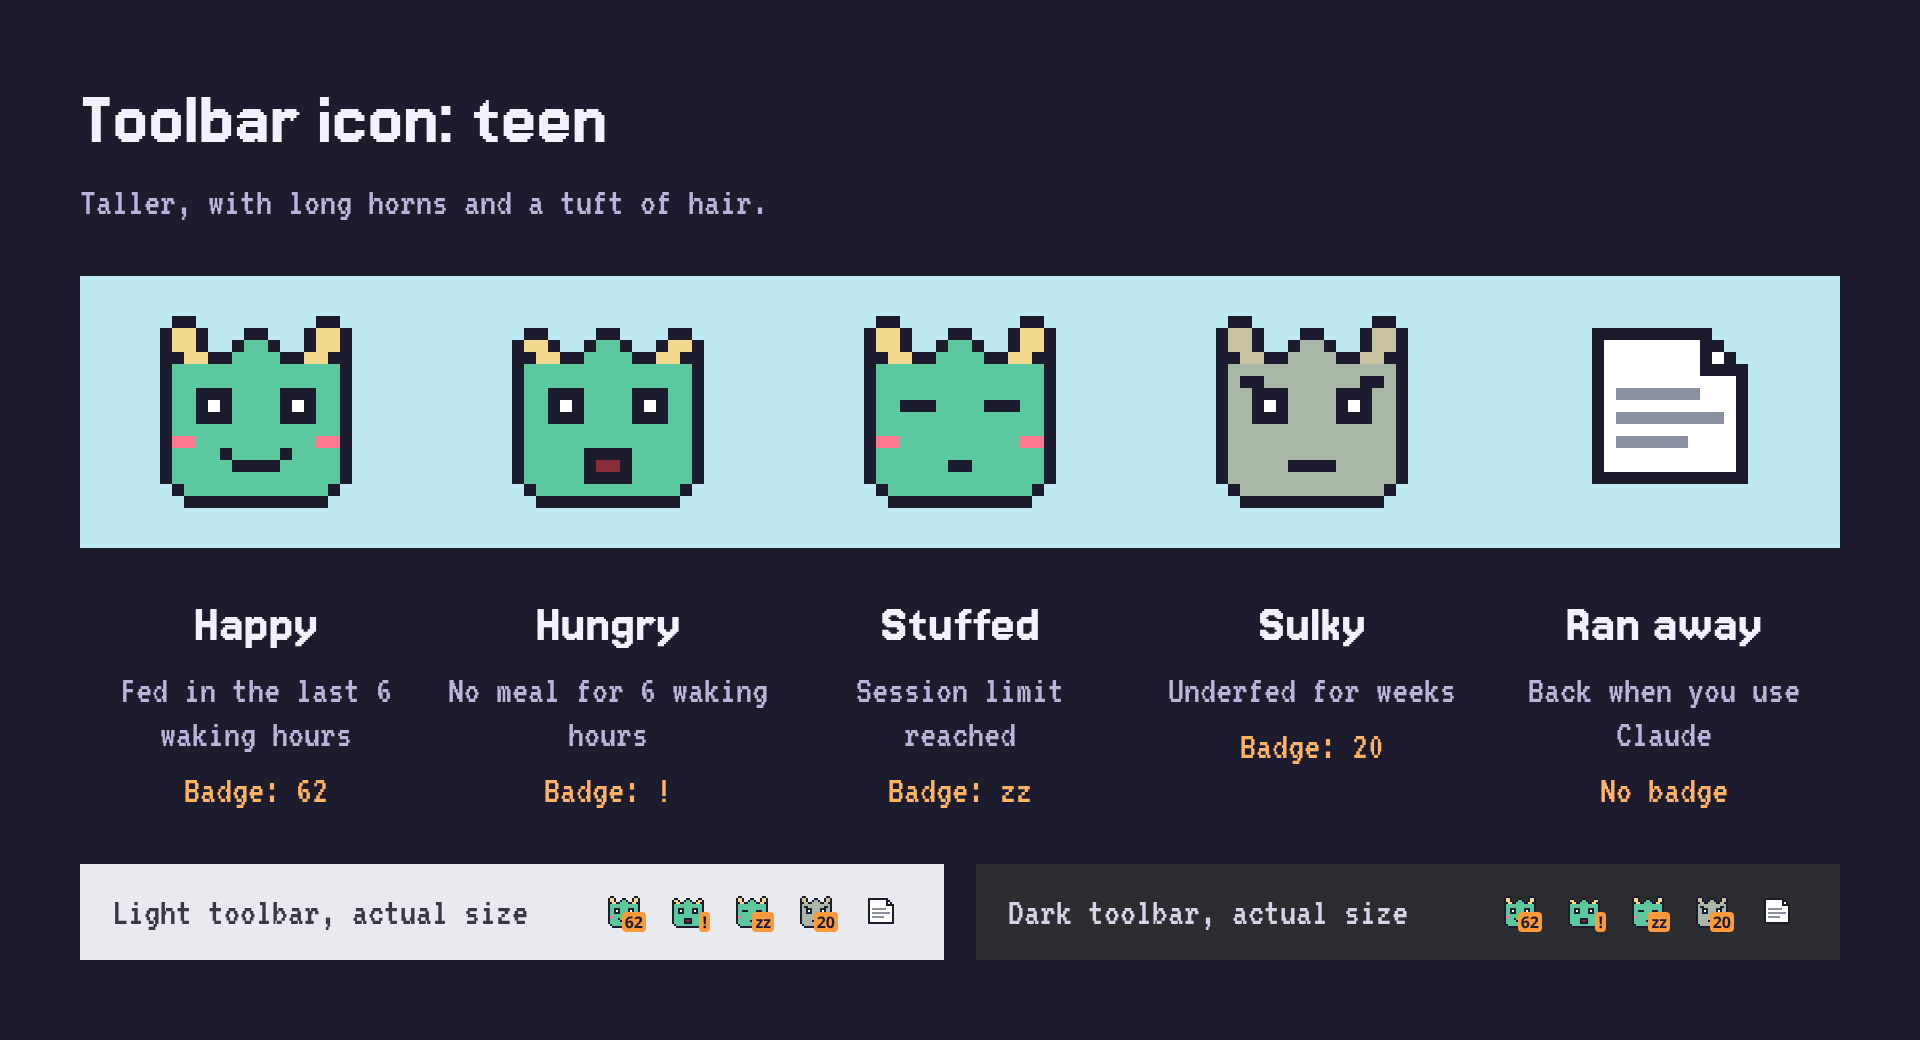 Toolbar icon: teen
Taller, with long horns and a tuft of hair.
Happy
Fed in the last 6
waking hours
Badge: 62
Hungry
No meal for 6 waking
hours
Badge: !
Stuffed
Session limit
reached
Badge: zz
Sulky
Underfed for weeks
Badge: 20
Ran away
Back when you use
Claude
No badge
Light toolbar, actual size
62 ! zz 20
Dark toolbar, actual size
62 ! zz 20